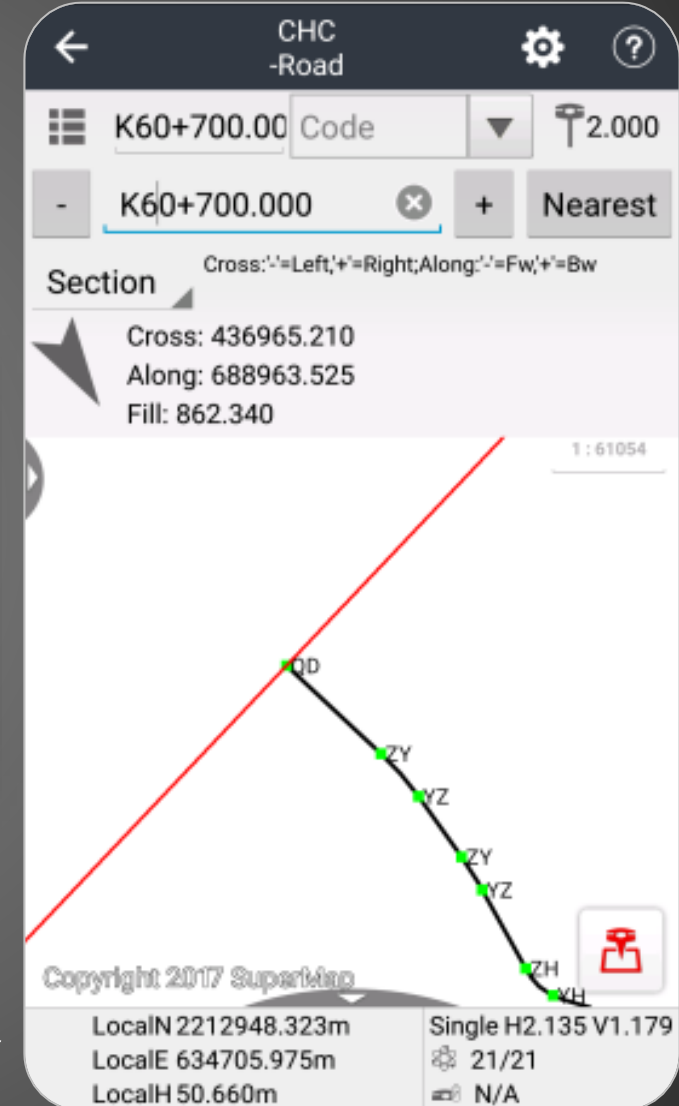 CHC
-Road
K60+700.00
Code
2.000
-
K60+700.000
+
Nearest
Section
Cross:'-'=Left,'+'=Right;Along:'-'=Fw,'+'=Bw
Cross: 436965.210
Along: 688963.525
Fill: 862.340
1 : 61054
QD
ZY
YZ
ZY
YZ
ZH
Copyright 2017 SuperMap
LocalN 2212948.323m
Single H2.135 V1.179
LocalE 634705.975m
21/21
LocalH 50.660m
N/A